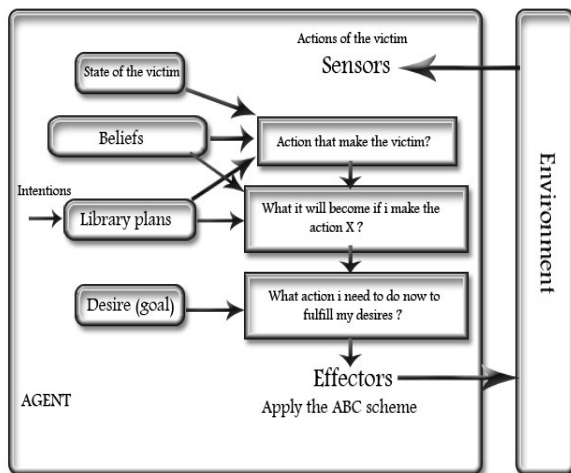 Actions of the victim
Sensors
State of the victim
Beliefs
Action that make the victim?
Intentions
Library plans
What it will become if i make the
action X ?
Desire (goal)
What action i need to do now to
fulfill my desires ?
Effectors
AGENT
Apply the ABC scheme
Environment